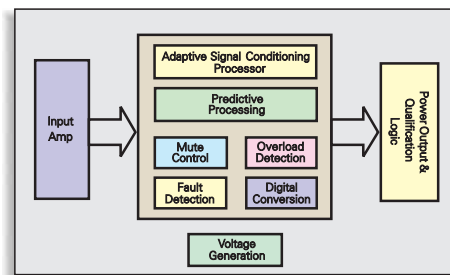 Input
Amp
Adaptive Signal Conditioning
Processor
Predictive
Processing
Mute
Control
Overload
Detection
Fault
Detection
Digital
Conversion
Power Output &
Qualification
Logic
Voltage
Generation